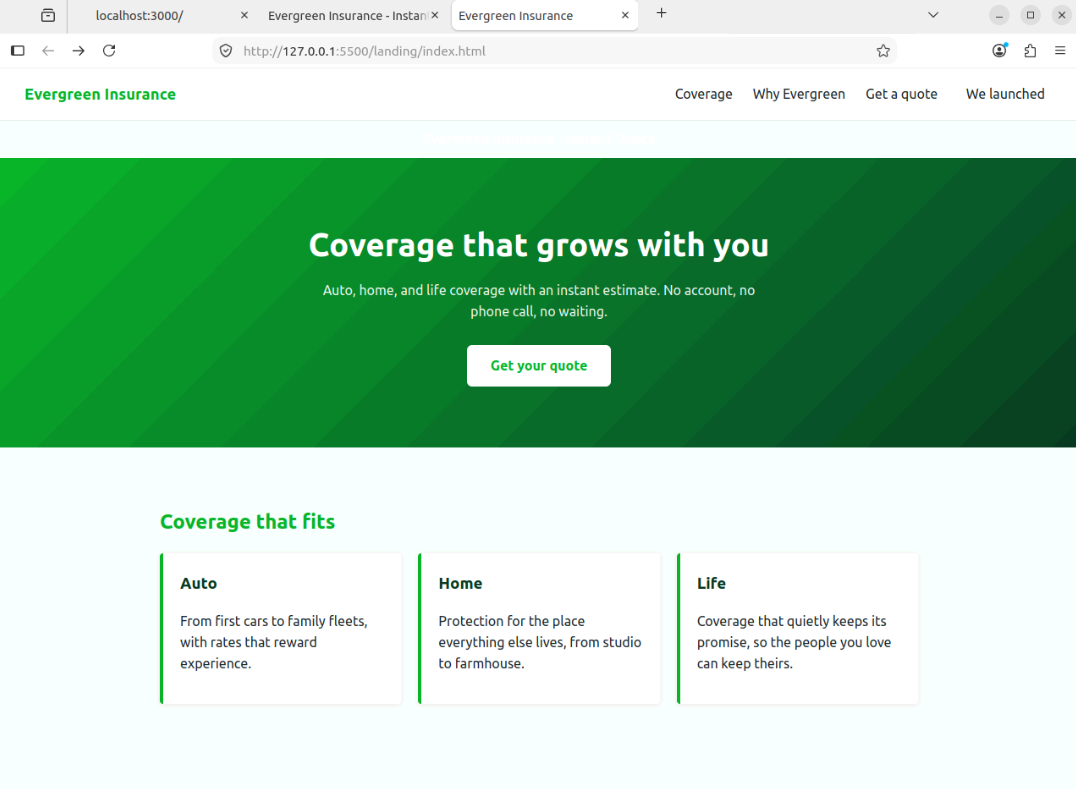 localhost:3000/
Evergreen Insurance - Instan
Evergreen Insurance
http://127.0.0.1:5500/landing/index.html
Evergreen Insurance
Coverage
Why Evergreen
Get a quote
We launched
Coverage that grows with you
Auto, home, and life coverage with an instant estimate. No account, no
phone call, no waiting.
Get your quote
Coverage that fits
Auto
From first cars to family fleets,
with rates that reward
experience.
Home
Protection for the place
everything else lives, from studio
to farmhouse.
Life
Coverage that quietly keeps its
promise, so the people you love
can keep theirs.